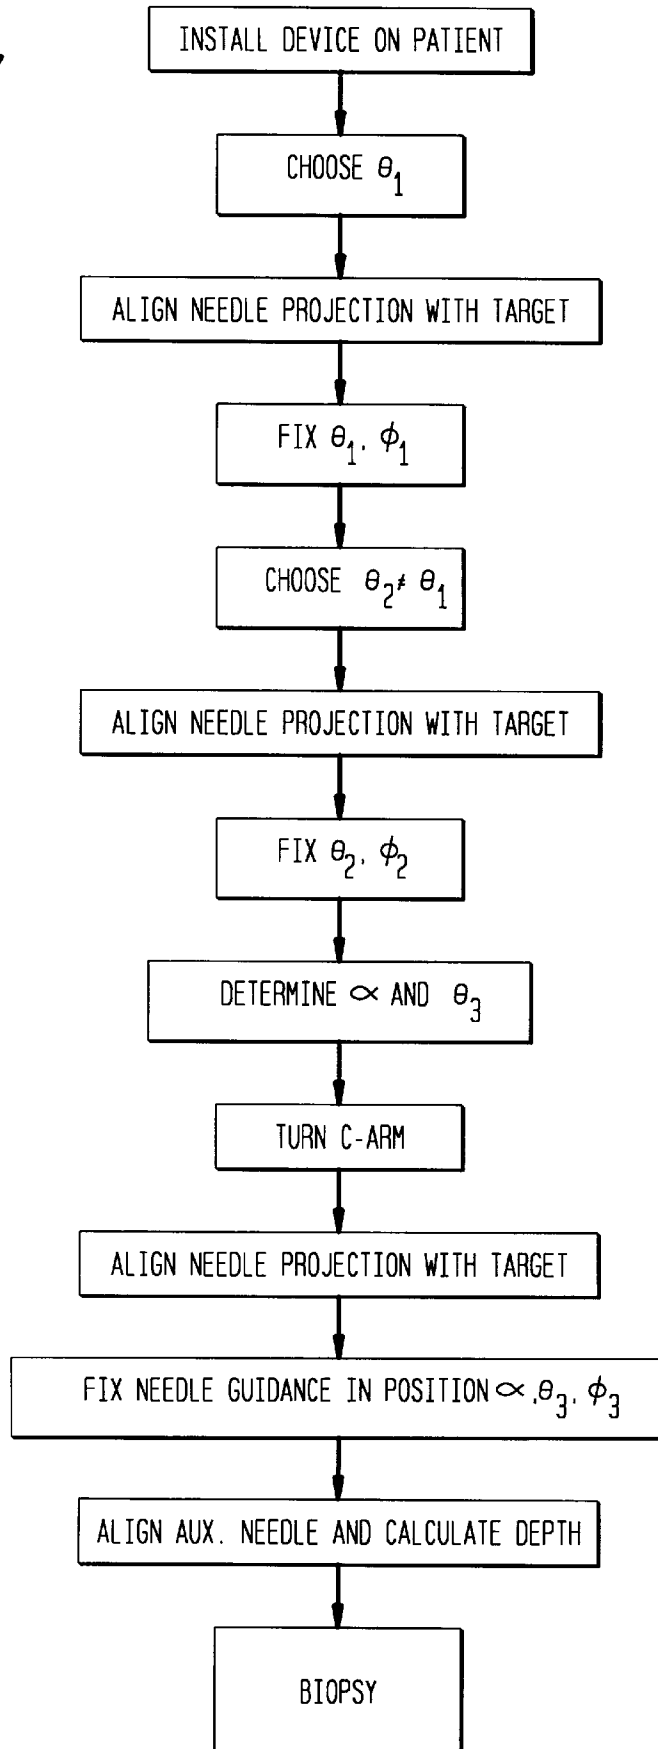 INSTALL DEVICE ON PATIENT
CHOOSE θ₁
ALIGN NEEDLE PROJECTION WITH TARGET
FIX θ₁, ϕ₁
CHOOSE θ₂≠ θ₁
ALIGN NEEDLE PROJECTION WITH TARGET
FIX θ₂, ϕ₂
DETERMINE ∝ AND θ₃
TURN C-ARM
ALIGN NEEDLE PROJECTION WITH TARGET
FIX NEEDLE GUIDANCE IN POSITION ∝,θ₃, ϕ₃
ALIGN AUX. NEEDLE AND CALCULATE DEPTH
BIOPSY